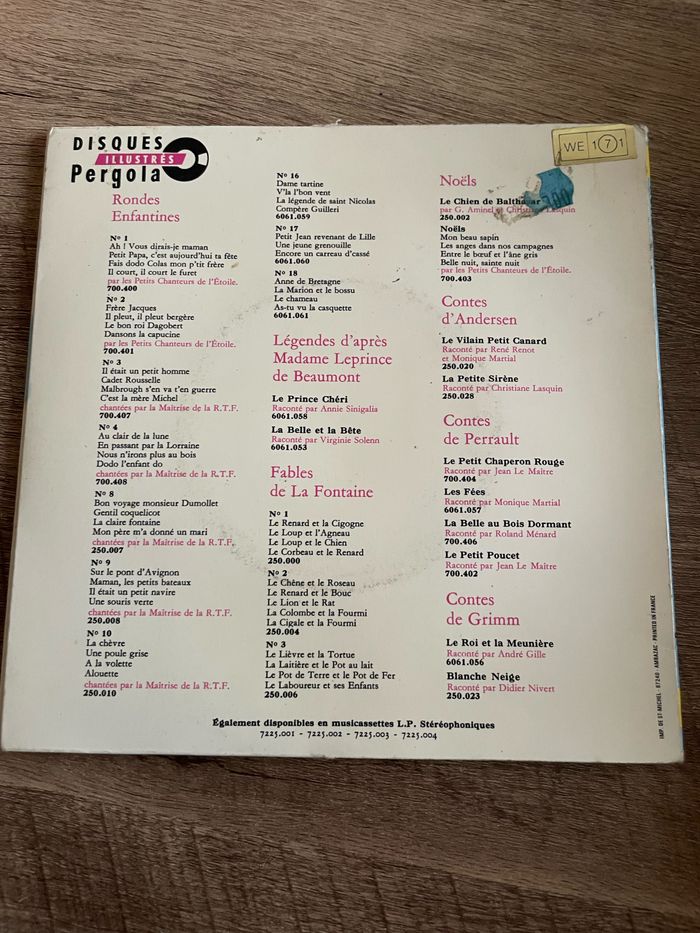 DISQUES
ILLUSTRÉS
Pergola
Rondes
Enfantines
Nº 1
Ah ! Vous dirais-je maman
Petit Papa, c'est aujourd'hui ta fête
Fais dodo Colas mon p'tit frère
Il court, il court le furet
par les Petits Chanteurs de l'Étoile.
700.400
Nº 2
Frère Jacques
Il pleut, il pleut bergère
Le bon roi Dagobert
Dansons la capucine
par les Petits Chanteurs de l'Étoile.
700.401
Nº 3
Il était un petit homme
Cadet Rousselle
Malbrough s'en va t'en guerre
C'est la mère Michel
chantées par la Maîtrise de la R.T.F.
700.407
Nº 4
Au clair de la lune
En passant par la Lorraine
Nous n'irons plus au bois
Dodo l'enfant do
chantées par la Maîtrise de la R.T.F.
700.408
Nº 8
Bon voyage monsieur Dumollet
Gentil coquelicot
La claire fontaine
Mon père m'a donné un mari
chantées par la Maîtrise de la R.T.F.
250.007
Nº 9
Sur le pont d'Avignon
Maman, les petits bateaux
Il était un petit navire
Une souris verte
chantées par la Maîtrise de la R.T.F.
250.008
Nº 10
La chèvre
Une poule grise
A la volette
Alouette
chantées par la Maîtrise de la R.T.F.
250.010
Nº 16
Dame tartine
V'la l'bon vent
La légende de saint Nicolas
Compère Guilleri
6061.059
Nº 17
Petit Jean revenant de Lille
Une jeune grenouille
Encore un carreau d'cassé
6061.060
Nº 18
Anne de Bretagne
La Marion et le bossu
Le chameau
As-tu vu la casquette
6061.061
Légendes d'après
Madame Leprince
de Beaumont
Le Prince Chéri
Raconté par Annie Sinigalia
6061.058
La Belle et la Bête
Raconté par Virginie Solenn
6061.053
Fables
de La Fontaine
Nº 1
Le Renard et la Cigogne
Le Loup et l'Agneau
Le Loup et le Chien
Le Corbeau et le Renard
250.000
Nº 2
Le Chêne et le Roseau
Le Renard et le Bouc
Le Lion et le Rat
La Colombe et la Fourmi
La Cigale et la Fourmi
250.004
Nº 3
Le Lièvre et la Tortue
La Laitière et le Pot au lait
Le Pot de Terre et le Pot de Fer
Le Laboureur et ses Enfants
250.006
WE 1 7 1
Noëls
Le Chien de Balthazar
par G. Aminel et Christiane Lasquin
250.002
Noëls
Mon beau sapin
Les anges dans nos campagnes
Entre le bœuf et l'âne gris
Belle nuit, sainte nuit
par les Petits Chanteurs de l'Étoile.
700.403
Contes
d'Andersen
Le Vilain Petit Canard
Raconté par René Renot
et Monique Martial
250.020
La Petite Sirène
Raconté par Christiane Lasquin
250.028
Contes
de Perrault
Le Petit Chaperon Rouge
Raconté par Jean Le Maître
700.404
Les Fées
Raconté par Monique Martial
6061.057
La Belle au Bois Dormant
Raconté par Roland Ménard
700.406
Le Petit Poucet
Raconté par Jean Le Maître
700.402
Contes
de Grimm
Le Roi et la Meunière
Raconté par André Gille
6061.056
Blanche Neige
Raconté par Didier Nivert
250.023
Également disponibles en musicassettes L.P. Stéréophoniques
7225.001 - 7225.002 - 7225.003 - 7225.004
IMP. DE ST-MICHEL - 87240 - AMBAZAC - PRINTED IN FRANCE